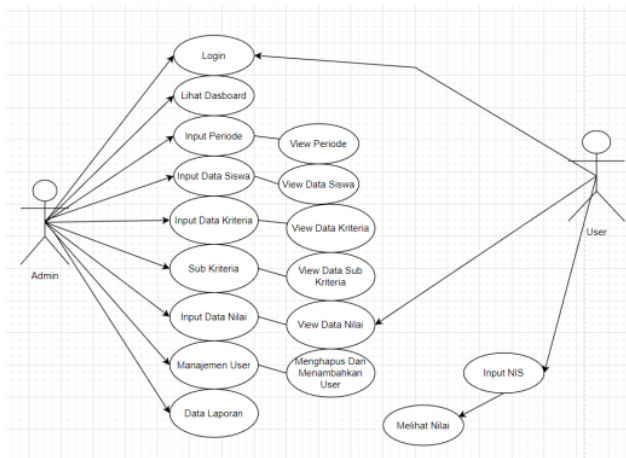 Login
Lihat Dasboard
Input Periode
View Periode
Input Data Siswa
View Data Siswa
Input Data Kriteria
View Data Kriteria
Sub Kriteria
View Data Sub
Kriteria
Input Data Nilai
View Data Nilai
Manajemen User
Menghapus Dan
Menambahkan
User
Data Laporan
Admin
User
Input NIS
Melihat Nilai